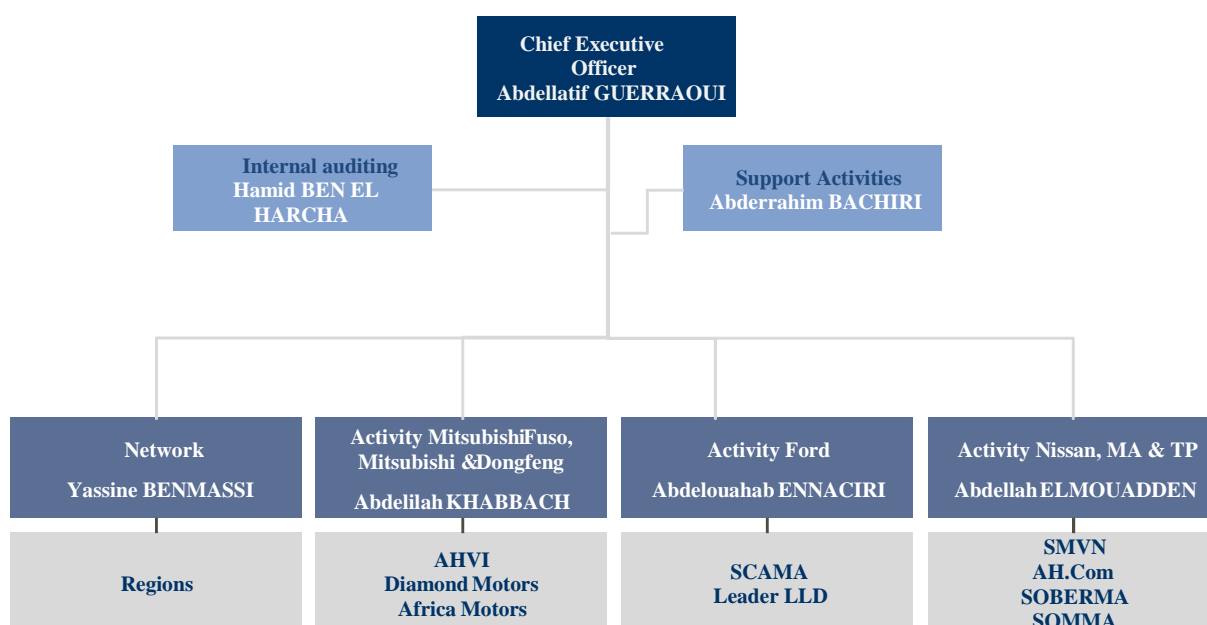 Chief Executive
Officer
Abdellatif GUERRAOUI
Internal auditing
Hamid BEN EL
HARCHA
Support Activities
Abderrahim BACHIRI
Network
Yassine BENMASSI
Activity MitsubishiFuso,
Mitsubishi &Dongfeng
Abdelilah KHABBACH
Activity Ford
Abdelouahab ENNACIRI
Activity Nissan, MA & TP
Abdellah ELMOUADDEN
Regions
AHVI
Diamond Motors
Africa Motors
SCAMA
Leader LLD
SMVN
AH.Com
SOBERMA
SOMMA